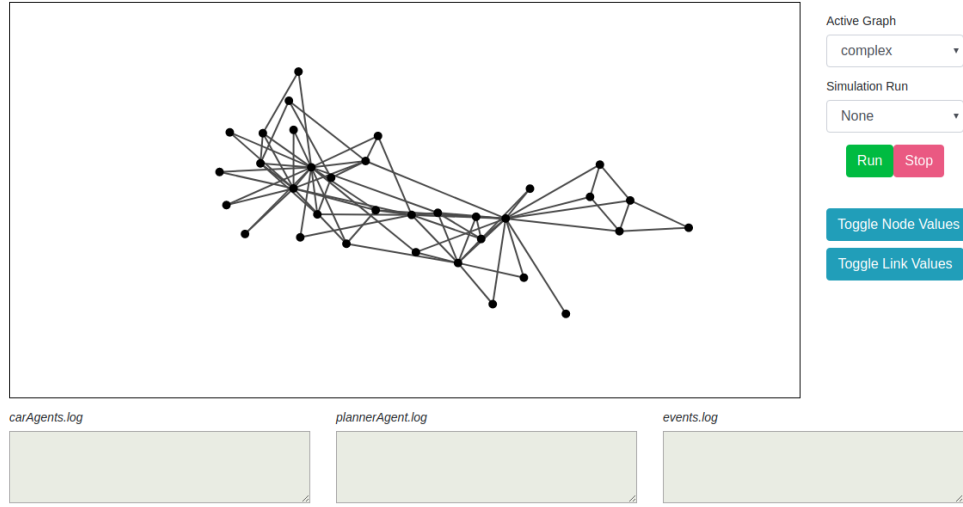 Active Graph
complex
Simulation Run
None
Run Stop
Toggle Node Values
Toggle Link Values
carAgents.log plannerAgent.log events.log